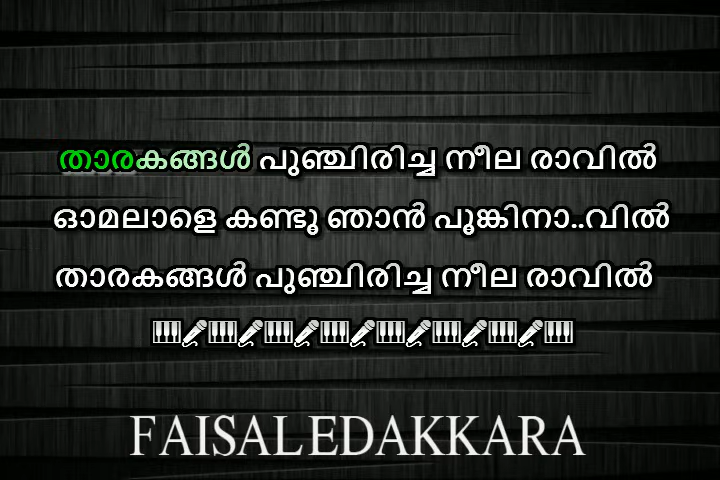 താരകങ്ങൾ പുഞ്ചിരിച്ച നീല രാവിൽ
ഓമലാളെ കണ്ടൂ ഞാൻ പൂങ്കിനാ..വിൽ
താരകങ്ങൾ പുഞ്ചിരിച്ച നീല രാവിൽ
🎹🎤🎹🎤🎹🎤🎹🎤🎹🎤🎹🎤🎹🎤🎹
FAISALEDAKKARA